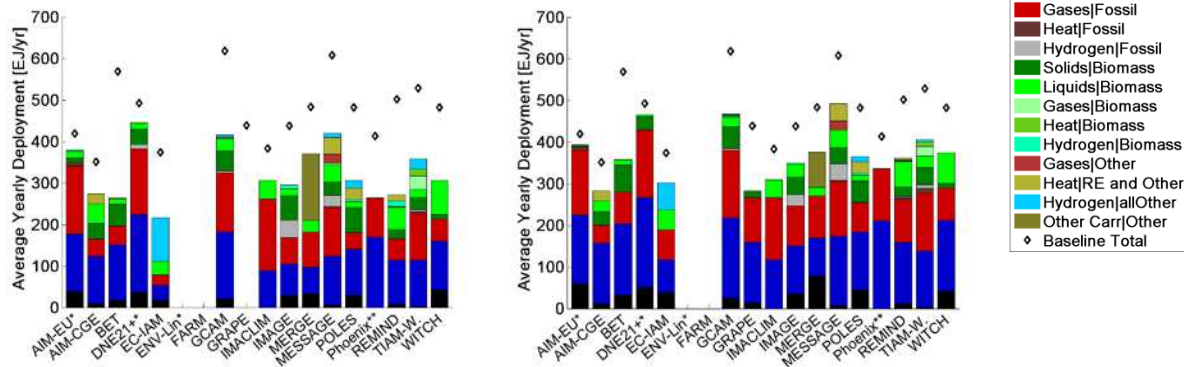 Average Yearly Deployment [EJ/yr]
700
600
500
400
300
200
100
0
AIM-EU*
AIM-CGE
BET
DNE21+*
EC-IAM
ENV-Lin*
FARM
GCAM
GRAPE
IMACLIM
IMAGE
MERGE
MESSAGE
POLES
Phoenix**
REMIND
TIAM-W.
WITCH
Average Yearly Deployment [EJ/yr]
700
600
500
400
300
200
100
0
AIM-EU*
AIM-CGE
BET
DNE21+*
EC-IAM
ENV-Lin*
FARM
GCAM
GRAPE
IMACLIM
IMAGE
MERGE
MESSAGE
POLES
Phoenix**
REMIND
TIAM-W.
WITCH
Gases|Fossil
Heat|Fossil
Hydrogen|Fossil
Solids|Biomass
Liquids|Biomass
Gases|Biomass
Heat|Biomass
Hydrogen|Biomass
Gases|Other
Heat|RE and Other
Hydrogen|allOther
Other Carr|Other
Baseline Total